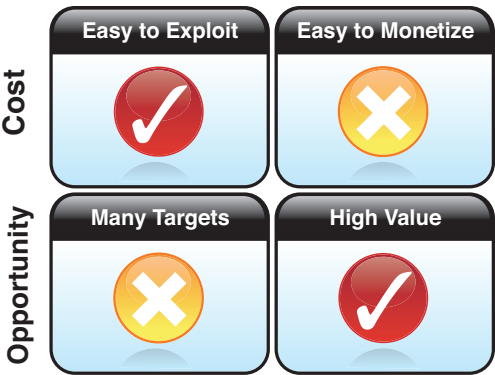 Cost
Easy to Exploit
Easy to Monetize
Opportunity
Many Targets
High Value